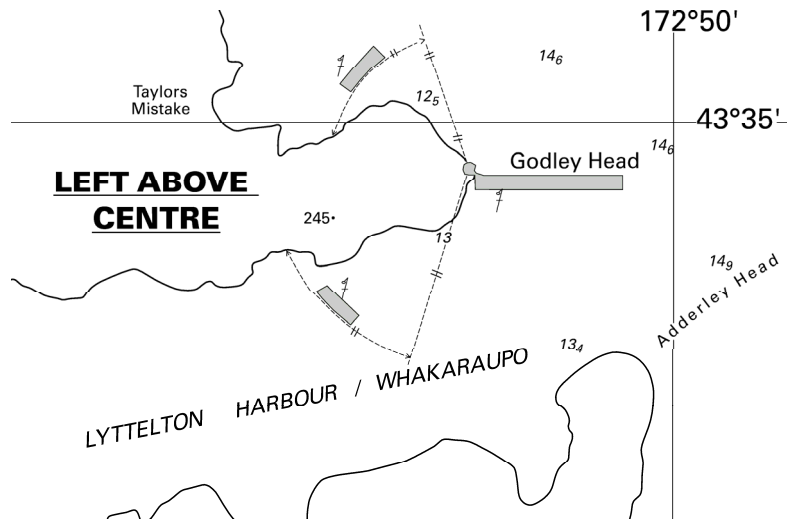 172°50'
14₆
Taylors
Mistake
12₅
43°35'
14₆
Godley Head
LEFT ABOVE
CENTRE
245
13
14₉
Adderley Head
13₄
LYTTELTON HARBOUR / WHAKARAUPO